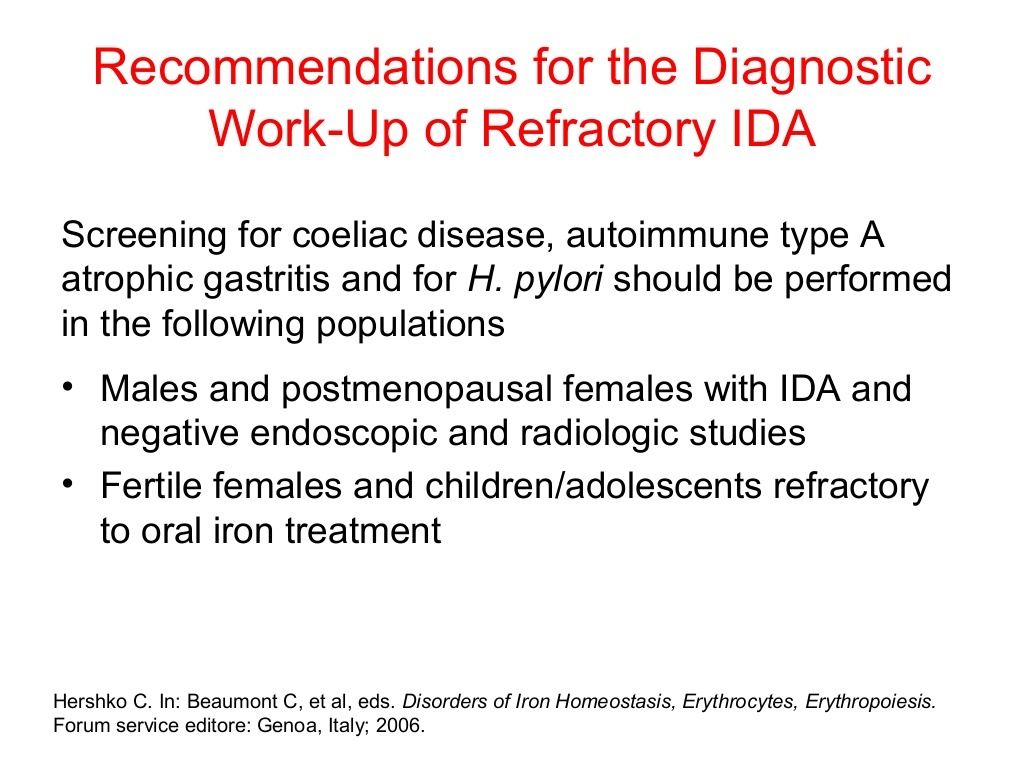 Recommendations for the Diagnostic
Work-Up of Refractory IDA
Screening for coeliac disease, autoimmune type A
atrophic gastritis and for H. pylori should be performed
in the following populations
• Males and postmenopausal females with IDA and
negative endoscopic and radiologic studies
• Fertile females and children/adolescents refractory
to oral iron treatment
Hershko C. In: Beaumont C, et al, eds. Disorders of Iron Homeostasis, Erythrocytes, Erythropoiesis.
Forum service editore: Genoa, Italy; 2006.